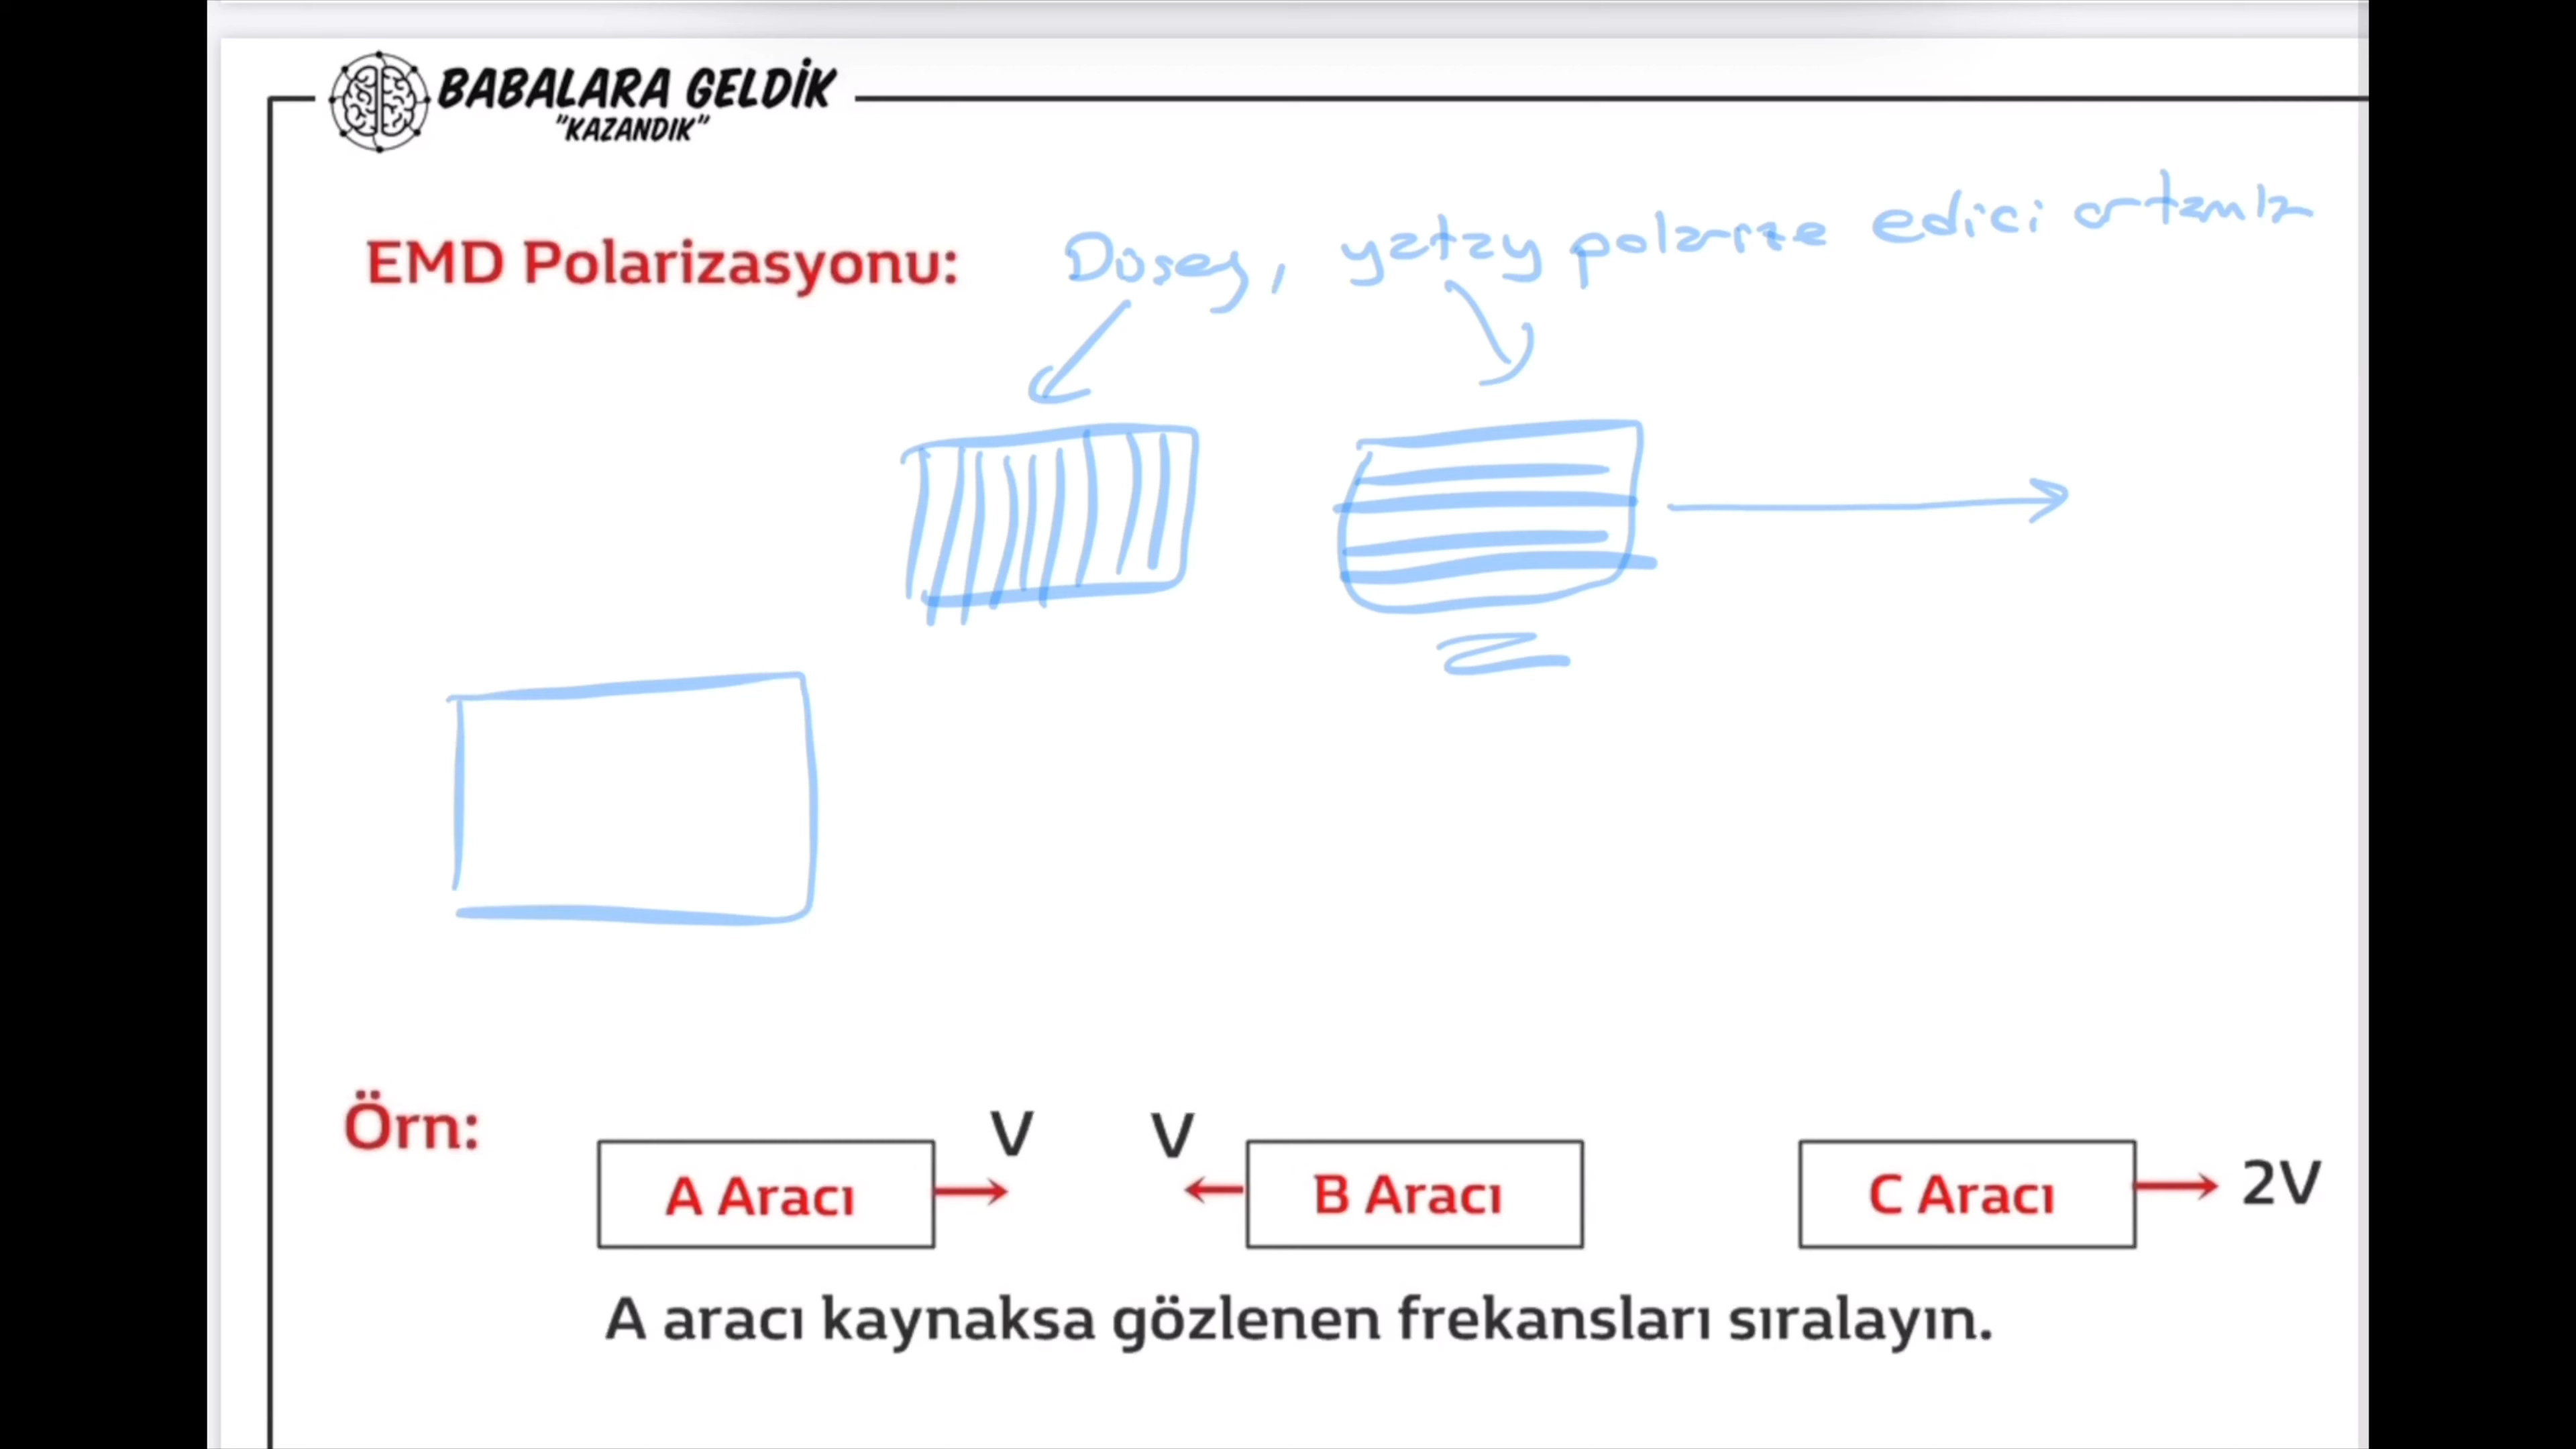 BABALARA GELDİK
"KAZANDIK"
EMD Polarizasyonu: Düşey, yatay polarize edici ortamla
Örn:
V V
A Aracı B Aracı C Aracı 2V
A aracı kaynaksa gözlenen frekansları sıralayın.